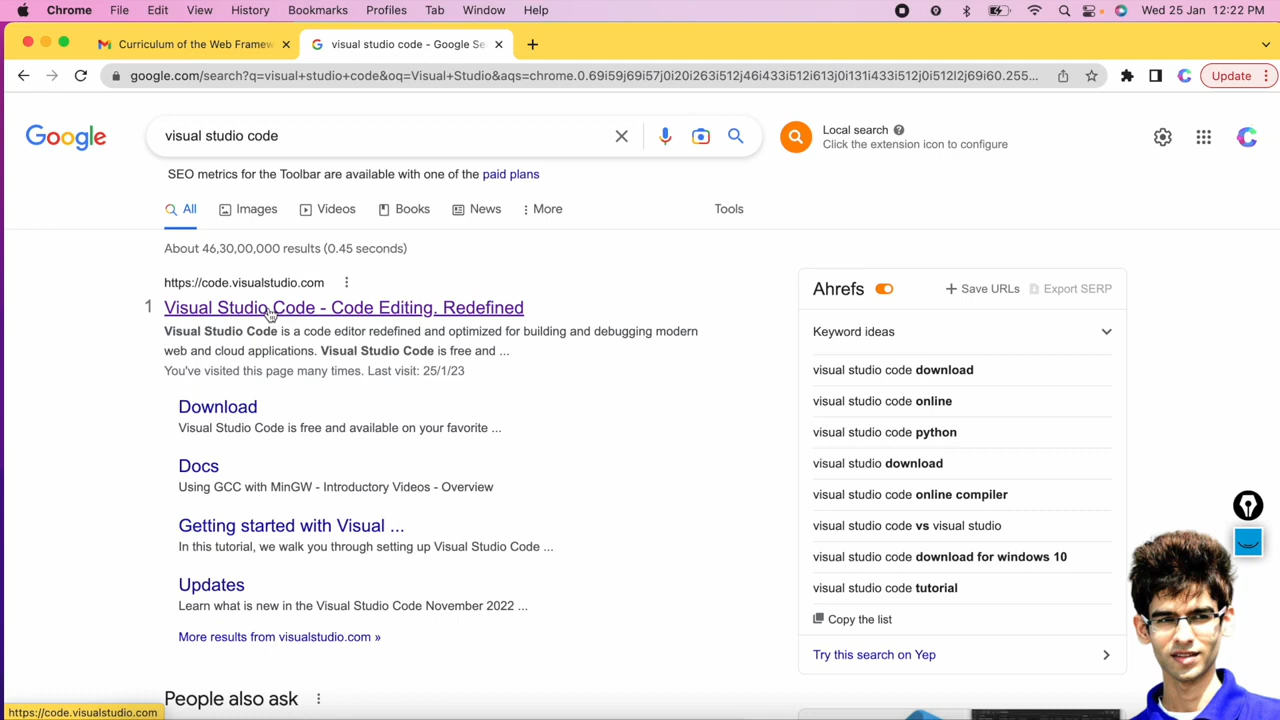 Chrome File Edit View History Bookmarks Profiles Tab Window Help Wed 25 Jan 12:22 PM
Curriculum of the Web Framew
visual studio code - Google Se
google.com/search?q=visual+studio+code&oq=Visual+Studio&aqs=chrome.0.69i59j69i57j0i20i263i512j46i433i512i613j0i131i433i512j0i512l2j69i60.255... Update
Google
visual studio code
Local search
Click the extension icon to configure
SEO metrics for the Toolbar are available with one of the paid plans
All Images Videos Books News More Tools
About 46,30,00,000 results (0.45 seconds)
https://code.visualstudio.com
1 Visual Studio Code - Code Editing. Redefined
Visual Studio Code is a code editor redefined and optimized for building and debugging modern
web and cloud applications. Visual Studio Code is free and ...
You've visited this page many times. Last visit: 25/1/23
Download
Visual Studio Code is free and available on your favorite ...
Docs
Using GCC with MinGW - Introductory Videos - Overview
Getting started with Visual ...
In this tutorial, we walk you through setting up Visual Studio Code ...
Updates
Learn what is new in the Visual Studio Code November 2022 ...
More results from visualstudio.com »
People also ask
Ahrefs + Save URLs Export SERP
Keyword ideas
visual studio code download
visual studio code online
visual studio code python
visual studio download
visual studio code online compiler
visual studio code vs visual studio
visual studio code download for windows 10
visual studio code tutorial
Copy the list
Try this search on Yep
https://code.visualstudio.com